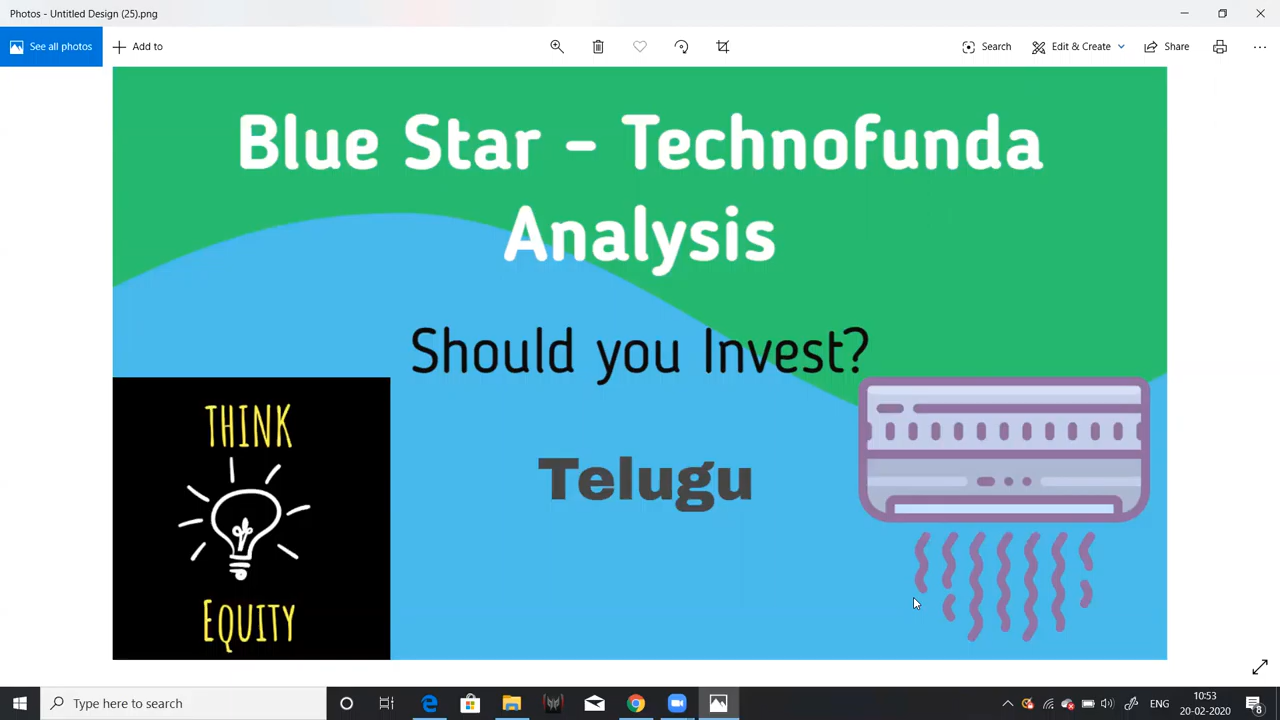 Photos - Untitled Design (25).png
See all photos
Add to
Search
Edit & Create
Share
Blue Star - Technofunda
Analysis
Should you Invest?
Telugu
THINK
EQUITY
Type here to search
ENG
10:53
20-02-2020
8